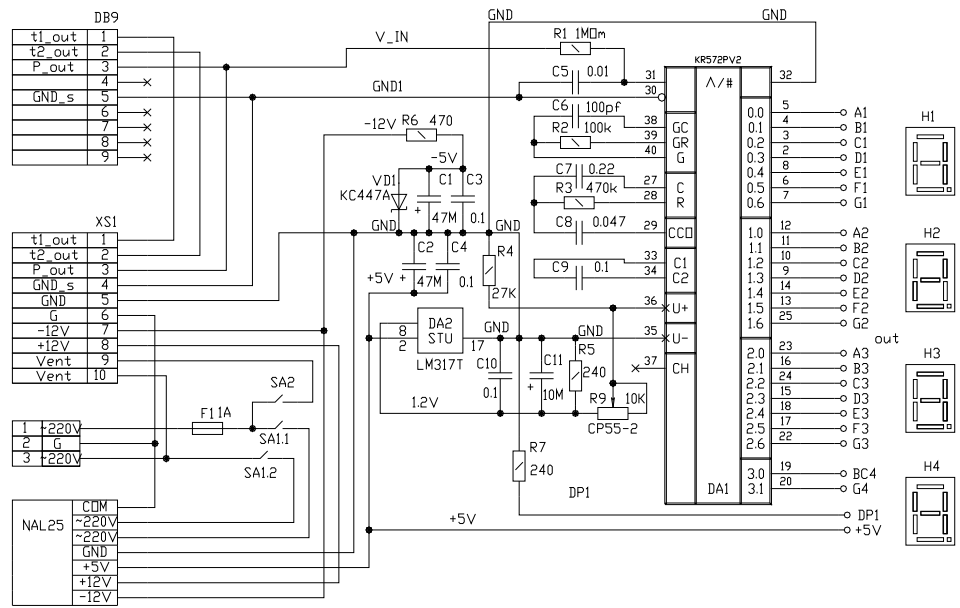 DB9
t1_out 1
t2_out 2
P_out 3
4
GND_s 5
6
7
8
9
XS1
t1_out 1
t2_out 2
P_out 3
GND_s 4
GND 5
G 6
-12V 7
+12V 8
Vent 9
Vent 10
1 ~220V
2 G
3 ~220V
NAL25
COM
~220V
~220V
GND
+5V
+12V
-12V
F1 1A
SA2
SA1.1
SA1.2
V_IN
GND1
GND
GND
R1 1MOm
C5 0.01
C6 100pf
R2 100k
-12V R6 470
-5V
VD1
KC447A
C1
47M
C3
0.1
GND
GND
C2
47M
C4
0.1
+5V
R4
27K
C7 0.22
R3 470k
C8 0.047
C9 0.1
8
2
DA2
STU
17
LM317T
GND
GND
C10
0.1
C11
10M
R5
240
1.2V
R9 10K
CP55-2
R7
240
DP1
+5V
KR572PV2
Λ/#
31
30
38 GC
39 GR
40 G
27 C
28 R
29 CCO
33 C1
34 C2
36 U+
35 U-
37 CH
DA1
32
0.0 5 A1
0.1 4 B1
0.2 3 C1
0.3 2 D1
0.4 8 E1
0.5 6 F1
0.6 7 G1
1.0 12 A2
1.1 11 B2
1.2 10 C2
1.3 9 D2
1.4 14 E2
1.5 13 F2
1.6 25 G2
out
2.0 23 A3
2.1 16 B3
2.2 24 C3
2.3 15 D3
2.4 18 E3
2.5 17 F3
2.6 22 G3
3.0 19 BC4
3.1 20 G4
DP1
+5V
H1
H2
H3
H4